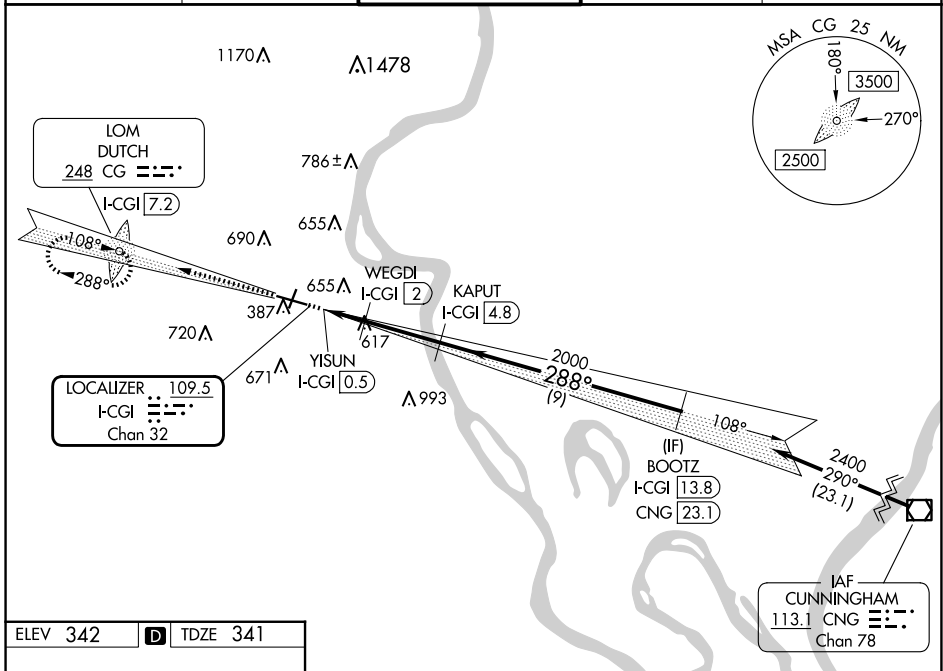 1170
1478
MSA CG 25 NM
180°
3500
270°
2500
LOM
DUTCH
248 CG
I-CGI 7.2
786±
655
690
108°
288°
655
WEGDI
I-CGI 2
KAPUT
I-CGI 4.8
387
617
720
YISUN
I-CGI 0.5
671
993
2000
288°
(9)
108°
LOCALIZER 109.5
I-CGI
Chan 32
(IF)
BOOTZ
I-CGI 13.8
CNG 23.1
2400
290°
(23.1)
IAF
CUNNINGHAM
113.1 CNG
Chan 78
ELEV 342 D TDZE 341